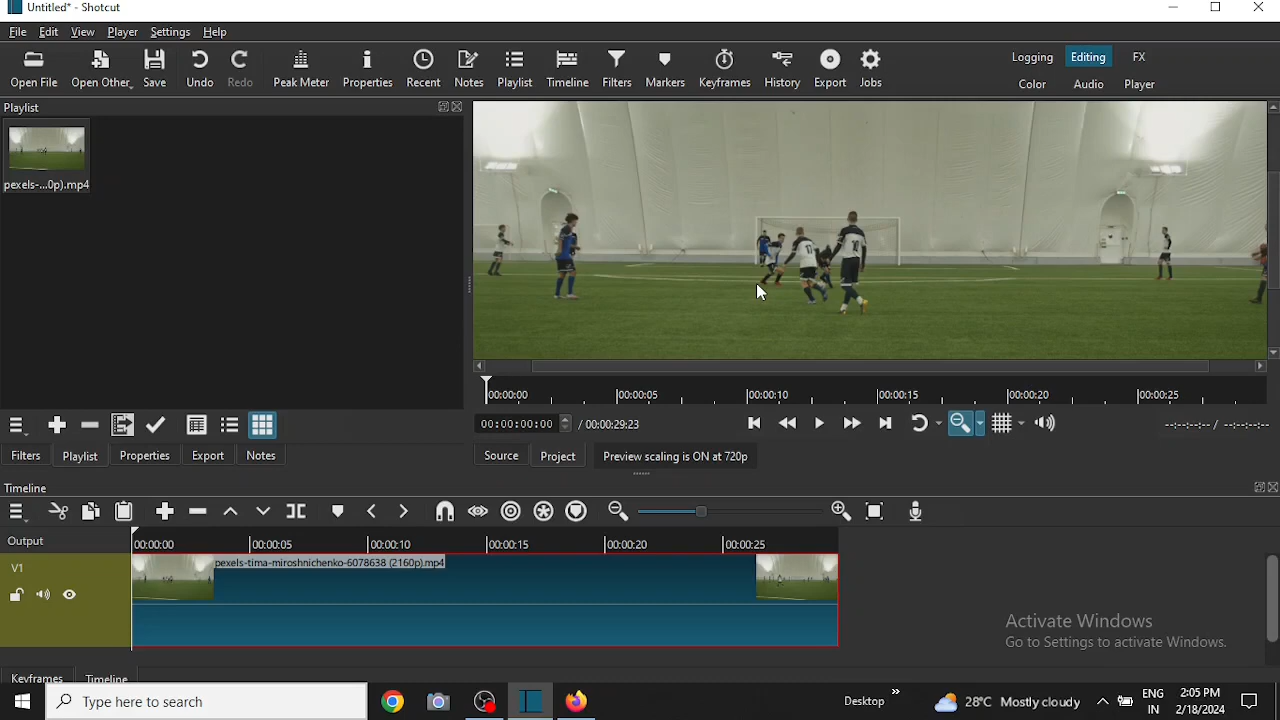 Untitled* - Shotcut
File Edit View Player Settings Help
Open File Open Other Save Undo Redo Peak Meter Properties Recent Notes Playlist Timeline Filters Markers Keyframes History Export Jobs
Logging Editing FX
Color Audio Player
Playlist
pexels-...0p).mp4
00:00:00 00:00:05 00:00:10 00:00:15 00:00:20 00:00:25
00:00:00:00 / 00:00:29:23
--:--:--:-- / --:--:--:--
Filters Playlist Properties Export Notes
Source Project Preview scaling is ON at 720p
Timeline
Output
00:00:00 00:00:05 00:00:10 00:00:15 00:00:20 00:00:25
V1
pexels-tima-miroshnichenko-6078638 (2160p).mp4
Activate Windows
Go to Settings to activate Windows.
Keyframes Timeline
Type here to search
Desktop
28°C Mostly cloudy
ENG
IN
2:05 PM
2/18/2024